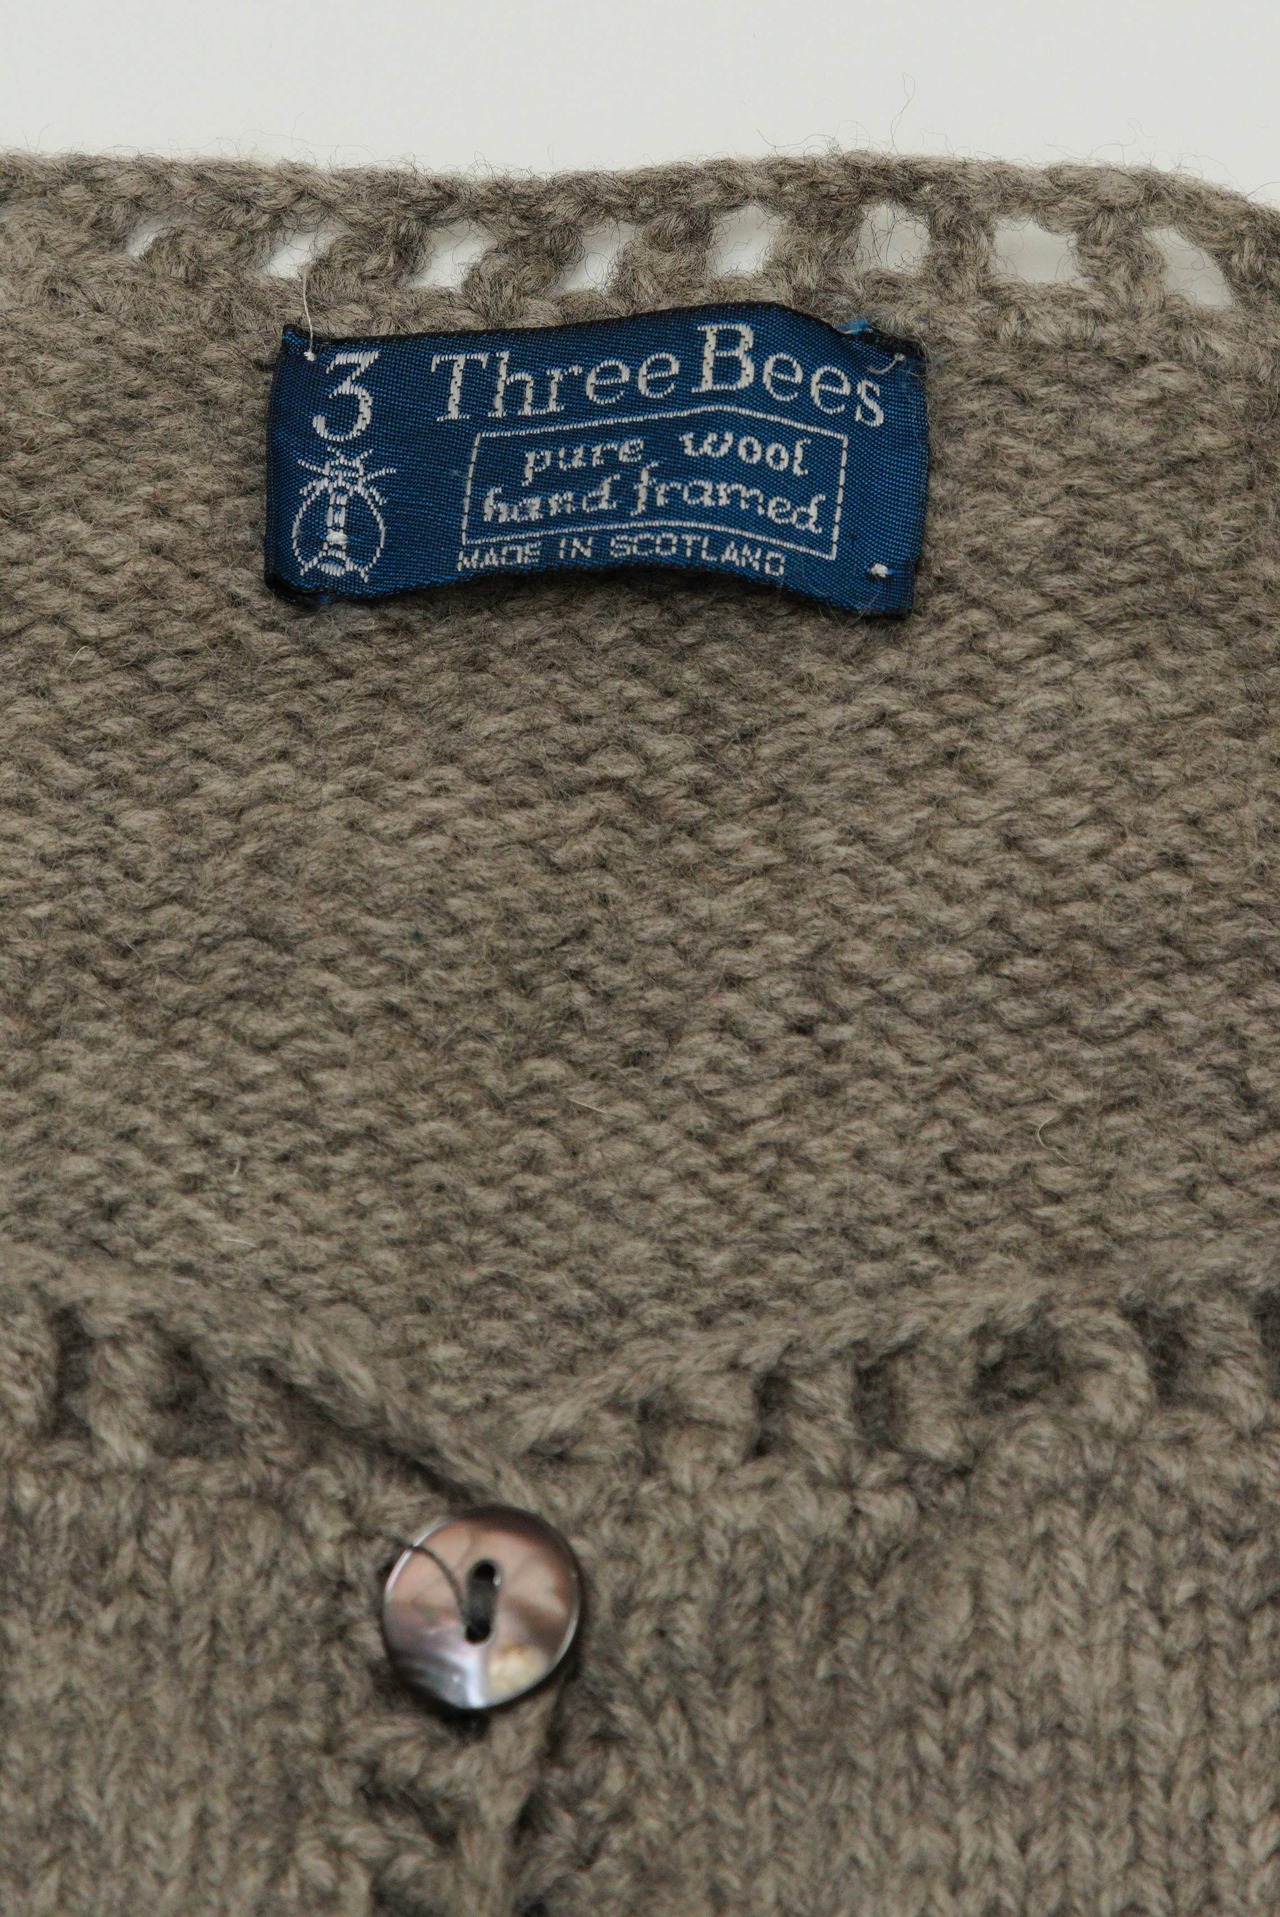 3 Three Bees
pure wool
hand framed
MADE IN SCOTLAND